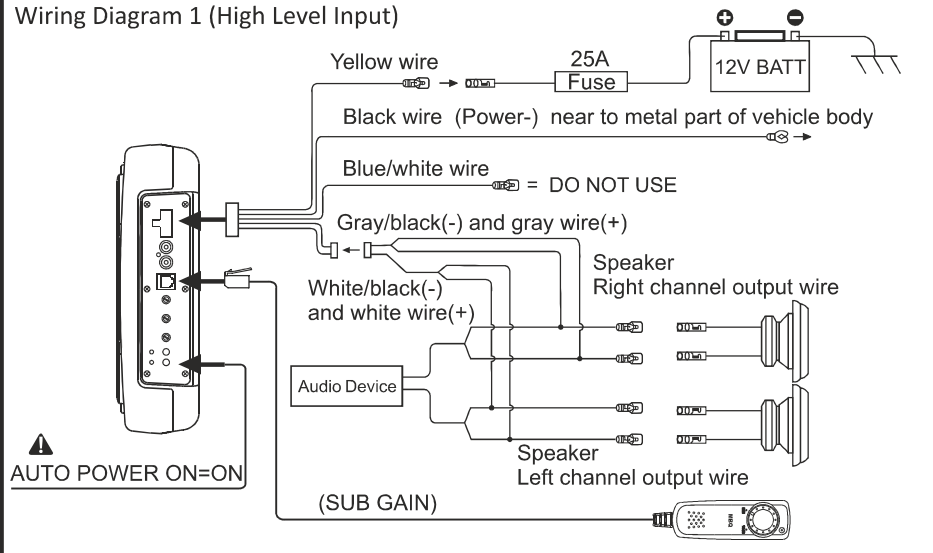 Wiring Diagram 1 (High Level Input)
Yellow wire
25A
Fuse
12V BATT
Black wire (Power-) near to metal part of vehicle body
Blue/white wire
= DO NOT USE
Gray/black(-) and gray wire(+)
Speaker
Right channel output wire
White/black(-)
and white wire(+)
Audio Device
AUTO POWER ON=ON
Speaker
Left channel output wire
(SUB GAIN)